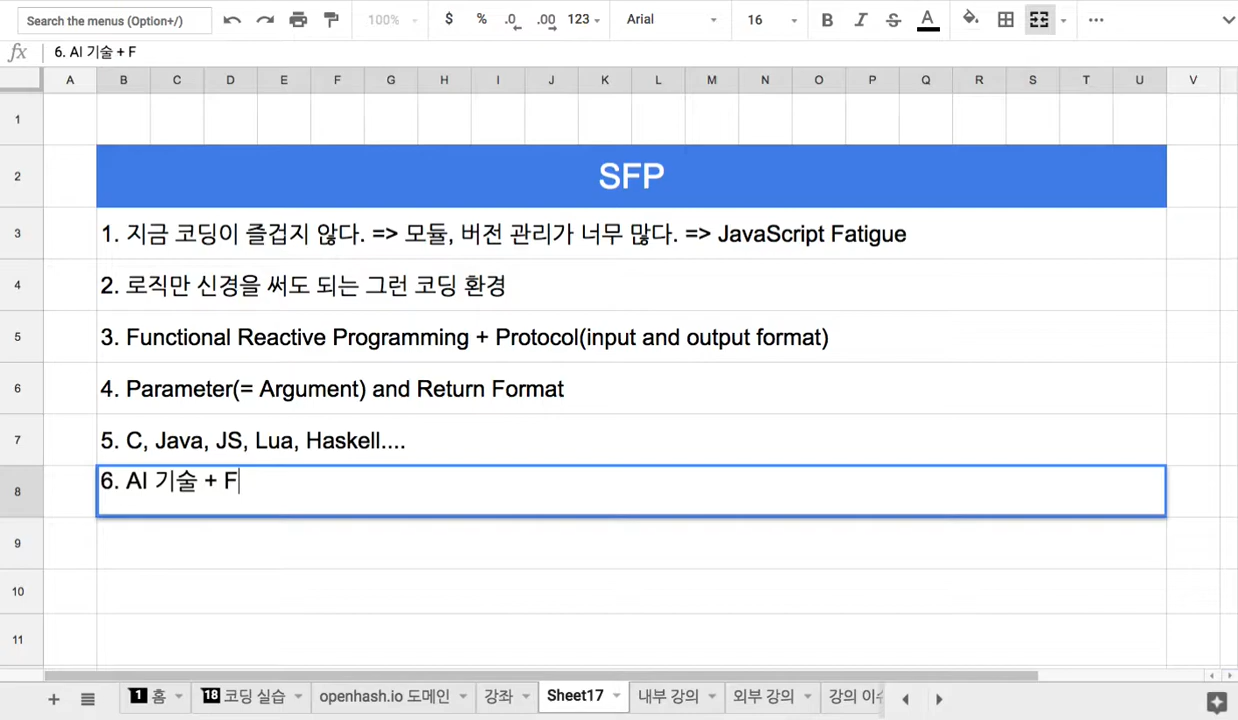 Search the menus (Option+/)
100%
$ % .0 .00 123
Arial
16
B I S A
fx 6. AI 기술 + F
A B C D E F G H I J K L M N O P Q R S T U V
1
2 SFP
3 1. 지금 코딩이 즐겁지 않다. => 모듈, 버전 관리가 너무 많다. => JavaScript Fatigue
4 2. 로직만 신경을 써도 되는 그런 코딩 환경
5 3. Functional Reactive Programming + Protocol(input and output format)
6 4. Parameter(= Argument) and Return Format
7 5. C, Java, JS, Lua, Haskell....
8 6. AI 기술 + F
9
10
11
1 홈 18 코딩 실습 openhash.io 도메인 강좌 Sheet17 내부 강의 외부 강의 강의